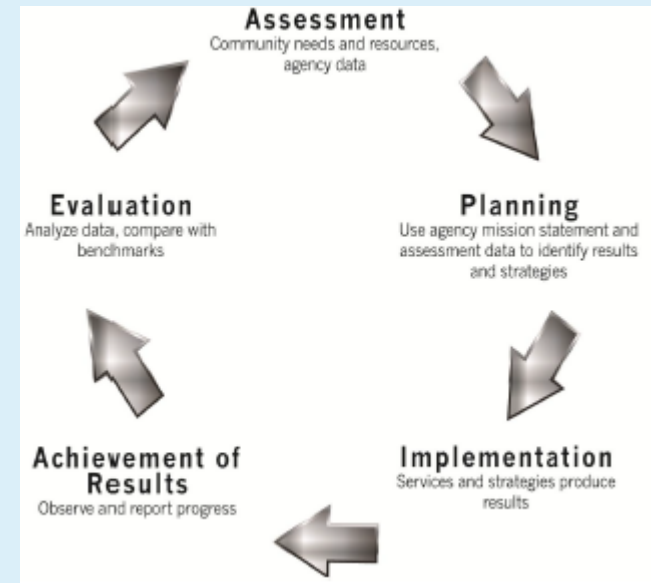 Assessment
Community needs and resources,
agency data
Evaluation
Analyze data, compare with
benchmarks
Planning
Use agency mission statement and
assessment data to identify results
and strategies
Achievement of
Results
Observe and report progress
Implementation
Services and strategies produce
results